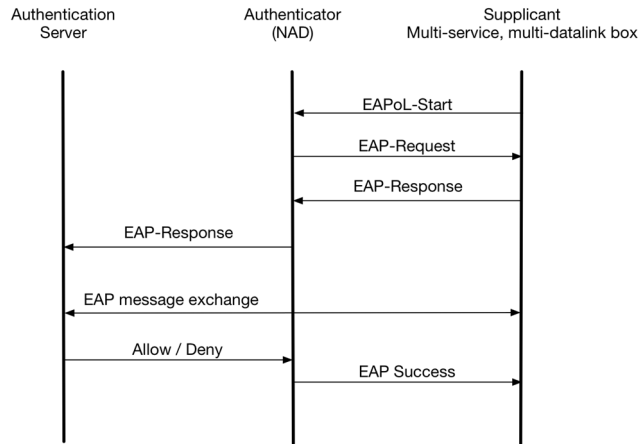 Authentication
Server
Authenticator
(NAD)
Supplicant
Multi-service, multi-datalink box
EAPoL-Start
EAP-Request
EAP-Response
EAP-Response
EAP message exchange
Allow / Deny
EAP Success